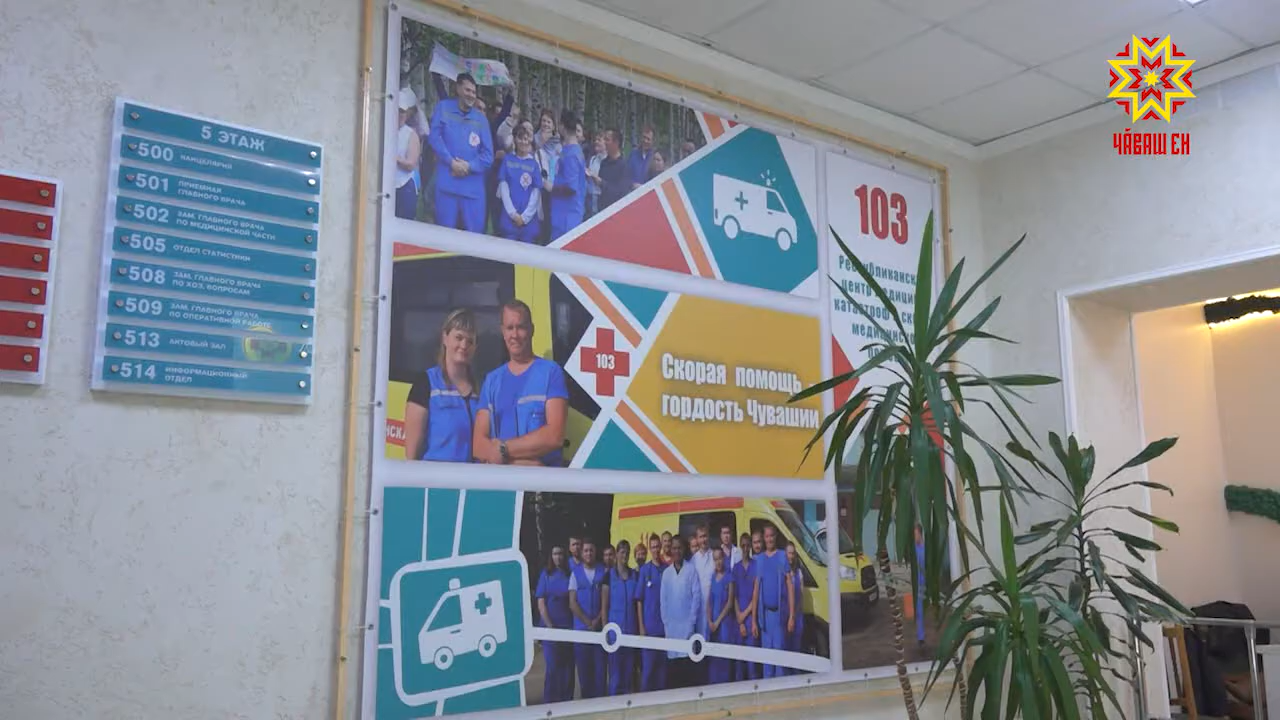 5 ЭТАЖ
500 КАНЦЕЛЯРИЯ
501 ПРИЕМНАЯ
ГЛАВНОГО ВРАЧА
502 ЗАМ. ГЛАВНОГО ВРАЧА
ПО МЕДИЦИНСКОЙ ЧАСТИ
505 ОТДЕЛ СТАТИСТИКИ
508 ЗАМ. ГЛАВНОГО ВРАЧА
ПО ХОЗ. ВОПРОСАМ
509 ЗАМ. ГЛАВНОГО ВРАЧА
ПО ОПЕРАТИВНОЙ РАБОТЕ
513 АКТОВЫЙ ЗАЛ
514 ИНФОРМАЦИОННЫЙ
ОТДЕЛ
103
Скорая помощь
гордость Чувашии
103
центр
ЧӐВАШ ЕН